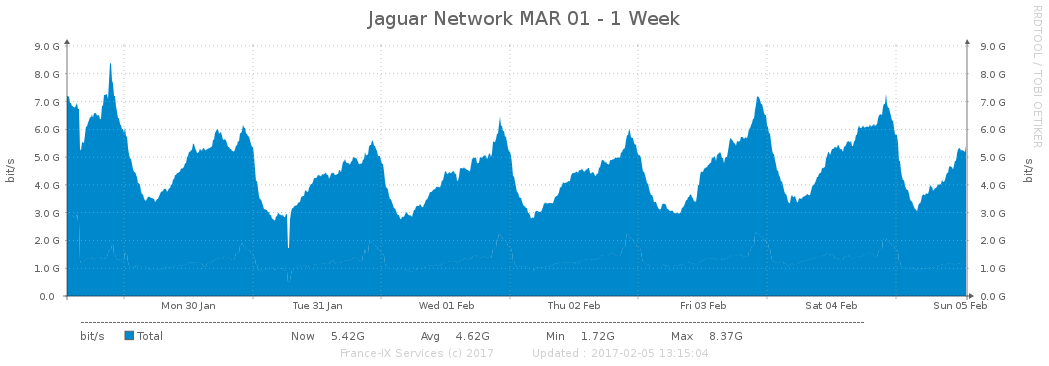 Jaguar Network MAR 01 - 1 Week
RRDTOOL / TOBI OETIKER
bit/s
9.0 G 9.0 G
8.0 G 8.0 G
7.0 G 7.0 G
6.0 G 6.0 G
5.0 G 5.0 G
4.0 G 4.0 G
3.0 G 3.0 G
2.0 G 2.0 G
1.0 G 1.0 G
0.0 0.0 G
bit/s
Mon 30 Jan Tue 31 Jan Wed 01 Feb Thu 02 Feb Fri 03 Feb Sat 04 Feb Sun 05 Feb
bit/s Total Now 5.42G Avg 4.62G Min 1.72G Max 8.37G
France-IX Services (c) 2017 Updated : 2017-02-05 13:15:04